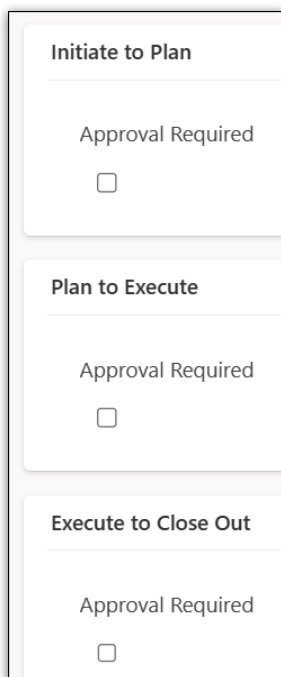 Initiate to Plan
Approval Required
Plan to Execute
Approval Required
Execute to Close Out
Approval Required